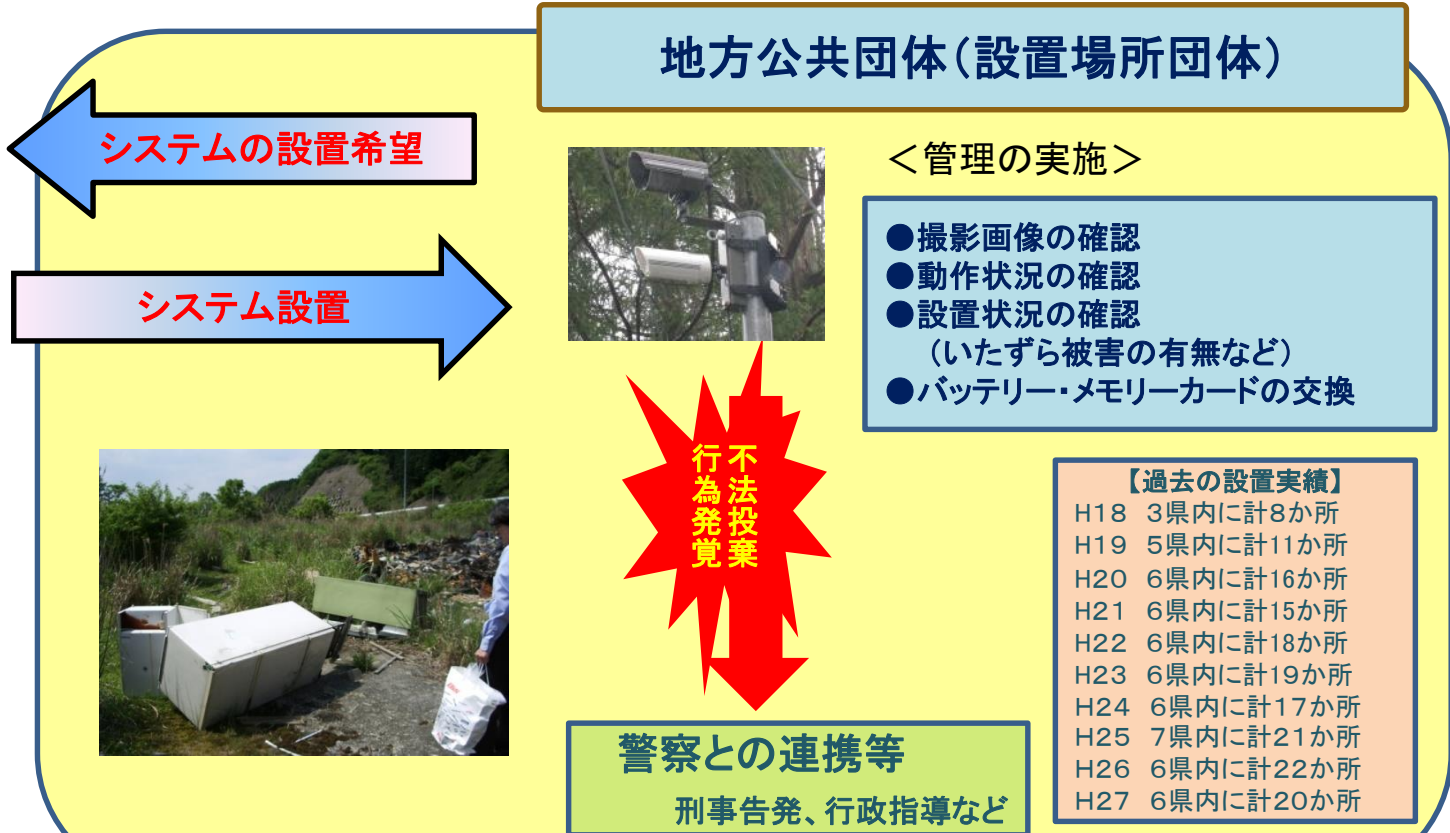 地方公共団体（設置場所団体）
システムの設置希望
システム設置
＜管理の実施＞
●撮影画像の確認
●動作状況の確認
●設置状況の確認
（いたずら被害の有無など）
●バッテリー・メモリーカードの交換
不法投棄
行為発覚
【過去の設置実績】
H18 3県内に計8か所
H19 5県内に計11か所
H20 6県内に計16か所
H21 6県内に計15か所
H22 6県内に計18か所
H23 6県内に計19か所
H24 6県内に計17か所
H25 7県内に計21か所
H26 6県内に計22か所
H27 6県内に計20か所
警察との連携等
刑事告発、行政指導など